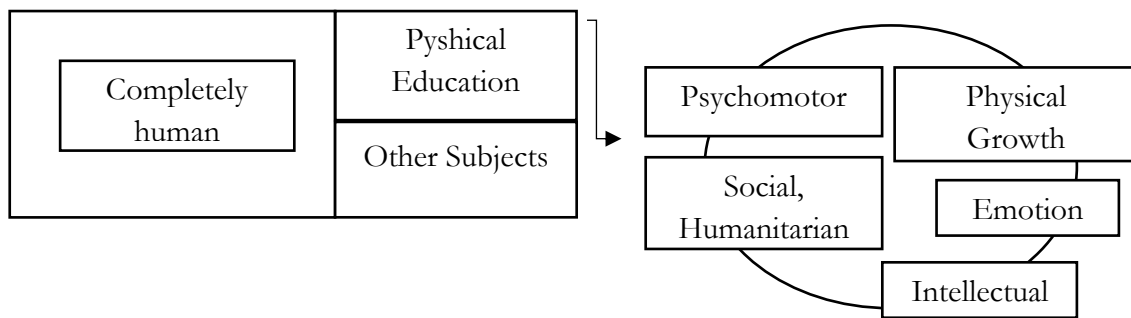 Completely
human
Pyshical
Education
Other Subjects
Psychomotor
Physical
Growth
Social,
Humanitarian
Emotion
Intellectual